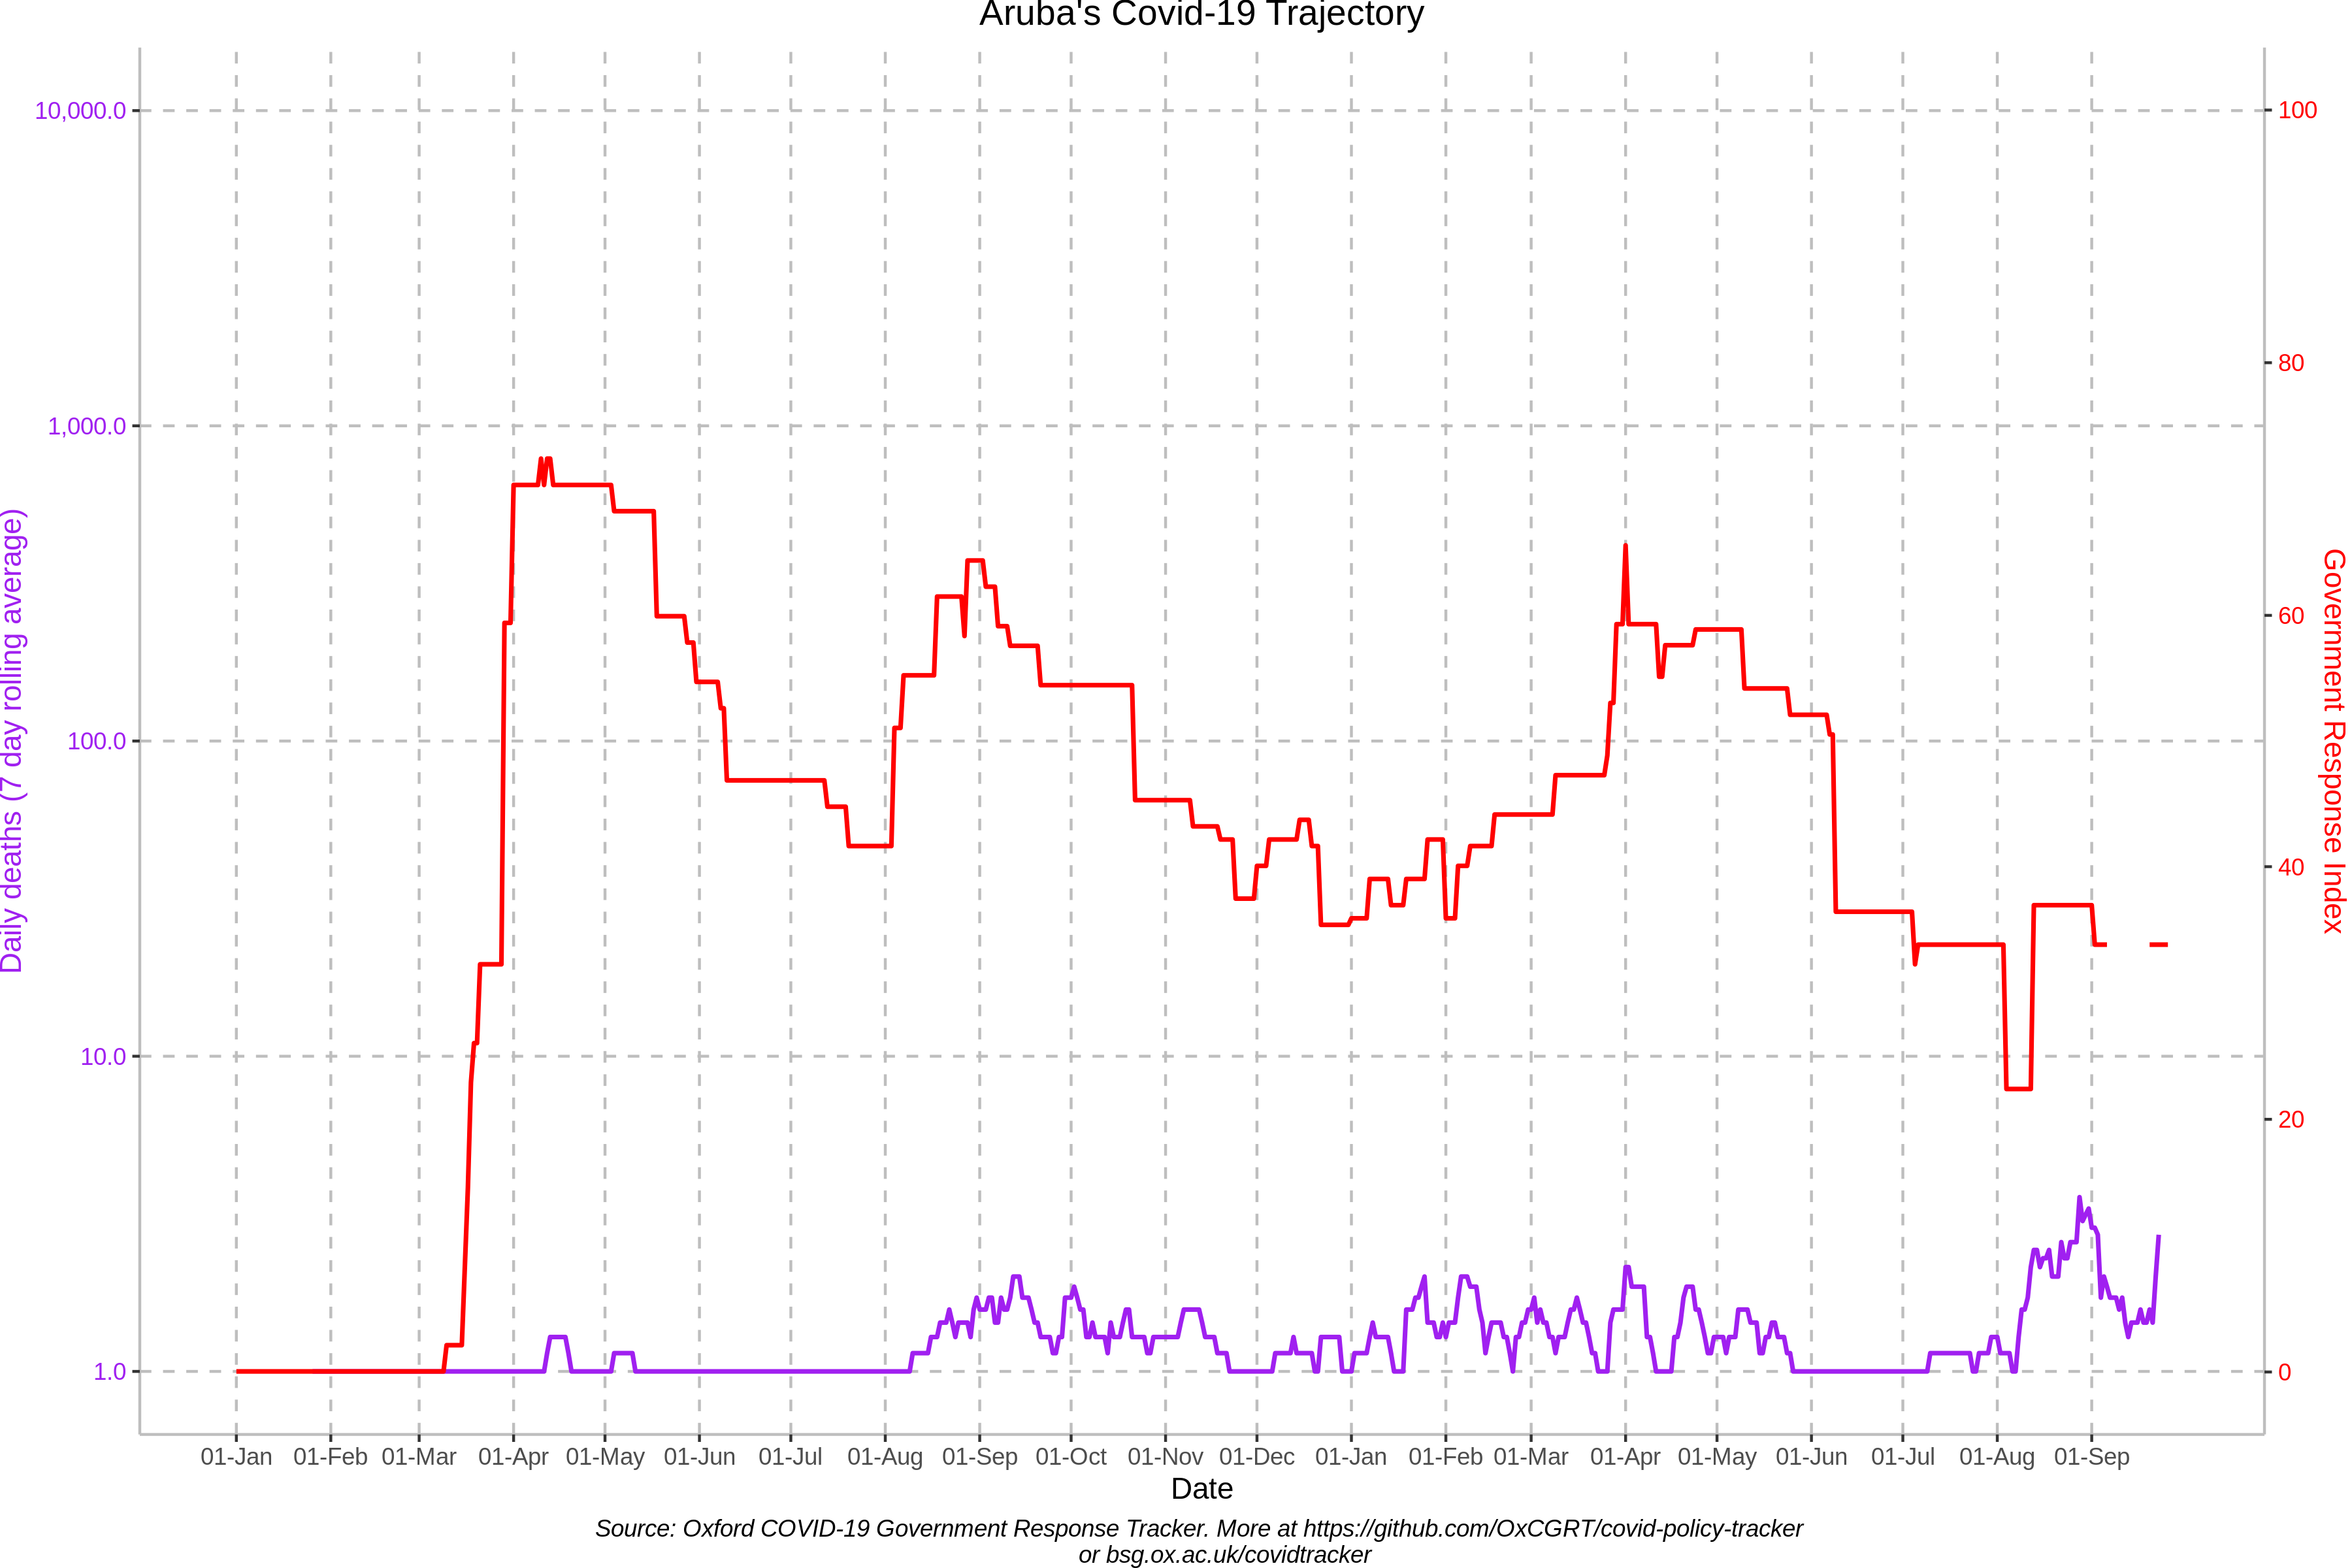 Aruba's Covid-19 Trajectory
10,000.0
1,000.0
100.0
10.0
1.0
Daily deaths (7 day rolling average)
100
80
60
40
20
0
Government Response Index
01-Jan 01-Feb 01-Mar 01-Apr 01-May 01-Jun 01-Jul 01-Aug 01-Sep 01-Oct 01-Nov 01-Dec 01-Jan 01-Feb 01-Mar 01-Apr 01-May 01-Jun 01-Jul 01-Aug 01-Sep
Date
Source: Oxford COVID-19 Government Response Tracker. More at https://github.com/OxCGRT/covid-policy-tracker
or bsg.ox.ac.uk/covidtracker